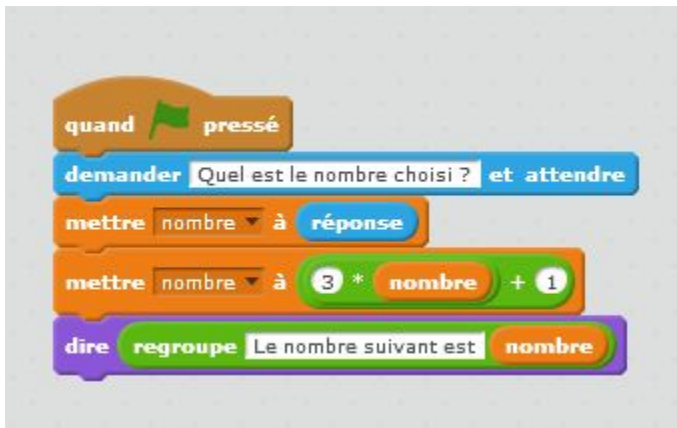 quand pressé
demander Quel est le nombre choisi ? et attendre
mettre nombre à réponse
mettre nombre à 3 * nombre + 1
dire regroupe Le nombre suivant est nombre